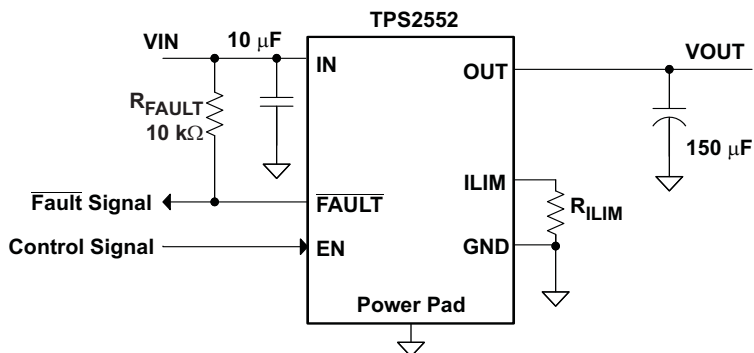 TPS2552
VIN
10 μF
IN
OUT
VOUT
R_FAULT
10 kΩ
150 μF
ILIM
R_ILIM
Fault Signal
FAULT
Control Signal
EN
GND
Power Pad